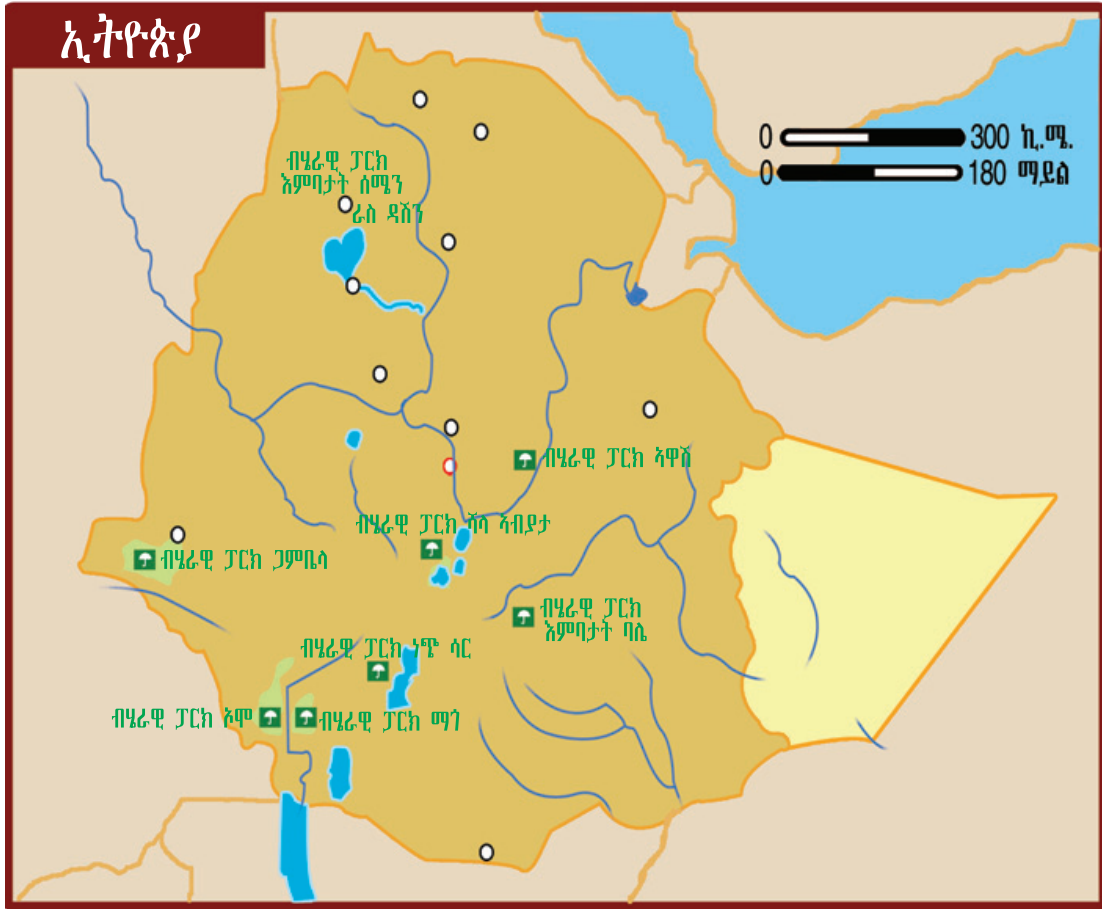 ኢትዮጵያ
0 300 ኪ.ሜ.
0 180 ማይል
ብሄራዊ ፓርክ
እምባታት ሰሜን
ራስ ዳሽን
ብሄራዊ ፓርክ ኣዋሽ
ብሄራዊ ፓርክ ሻላ ኣብያታ
ብሄራዊ ፓርክ ጋምቤላ
ብሄራዊ ፓርክ
እምባታት ባሌ
ብሄራዊ ፓርክ ነጭ ሳር
ብሄራዊ ፓርክ ኦሞ
ብሄራዊ ፓርክ ማጎ